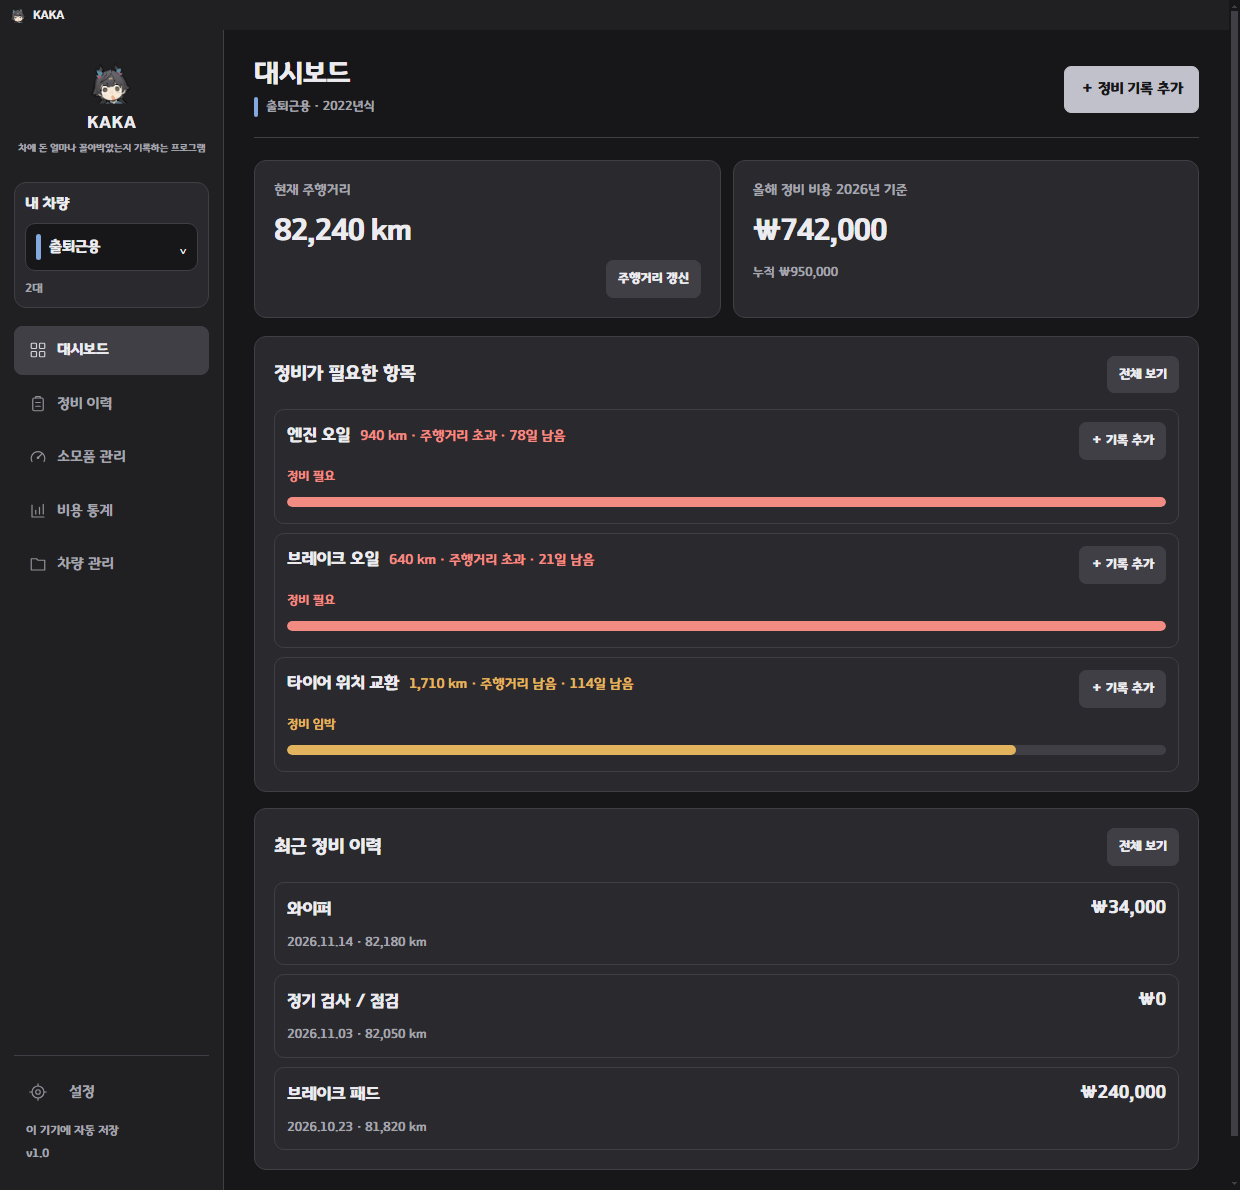 KAKA
KAKA
차에 돈 얼마나 꼴아박았는지 기록하는 프로그램
내 차량
출퇴근용
2대
대시보드
정비 이력
소모품 관리
비용 통계
차량 관리
설정
이 기기에 자동 저장
v1.0
대시보드
출퇴근용 · 2022년식
+ 정비 기록 추가
현재 주행거리
82,240 km
주행거리 갱신
올해 정비 비용 2026년 기준
₩742,000
누적 ₩950,000
정비가 필요한 항목
전체 보기
엔진 오일 940 km · 주행거리 초과 · 78일 남음
+ 기록 추가
정비 필요
브레이크 오일 640 km · 주행거리 초과 · 21일 남음
+ 기록 추가
정비 필요
타이어 위치 교환 1,710 km · 주행거리 남음 · 114일 남음
+ 기록 추가
정비 임박
최근 정비 이력
전체 보기
와이퍼
₩34,000
2026.11.14 · 82,180 km
정기 검사 / 점검
₩0
2026.11.03 · 82,050 km
브레이크 패드
₩240,000
2026.10.23 · 81,820 km